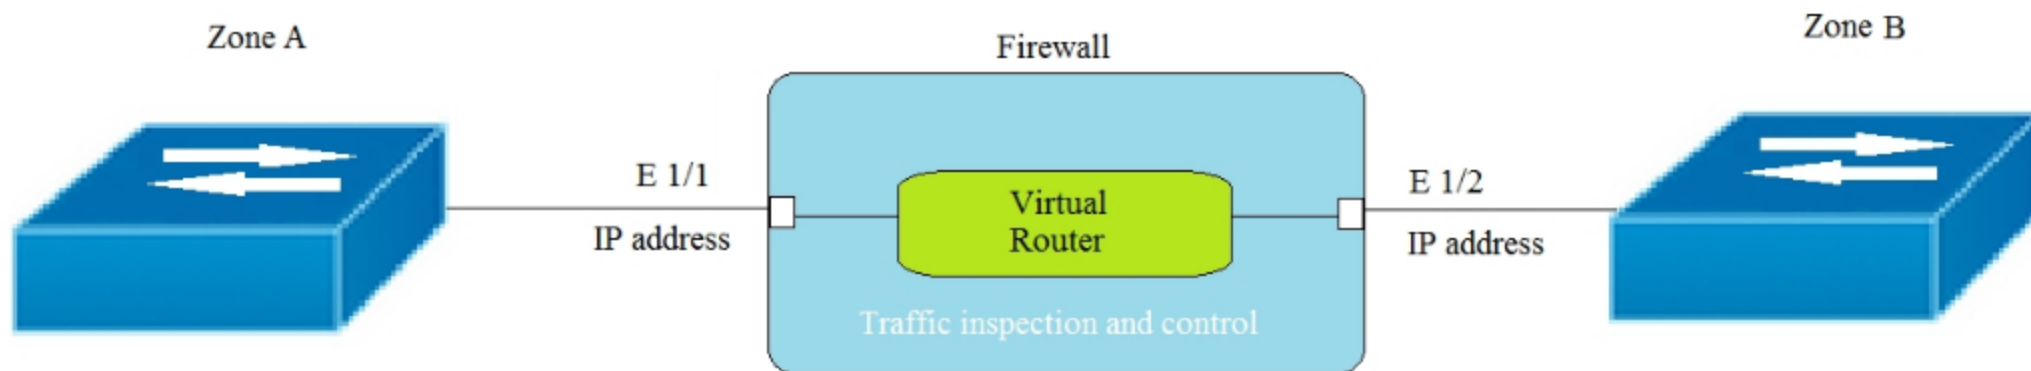 Zone A
Firewall
Zone B
E 1/1
IP address
Virtual
Router
E 1/2
IP address
Traffic inspection and control